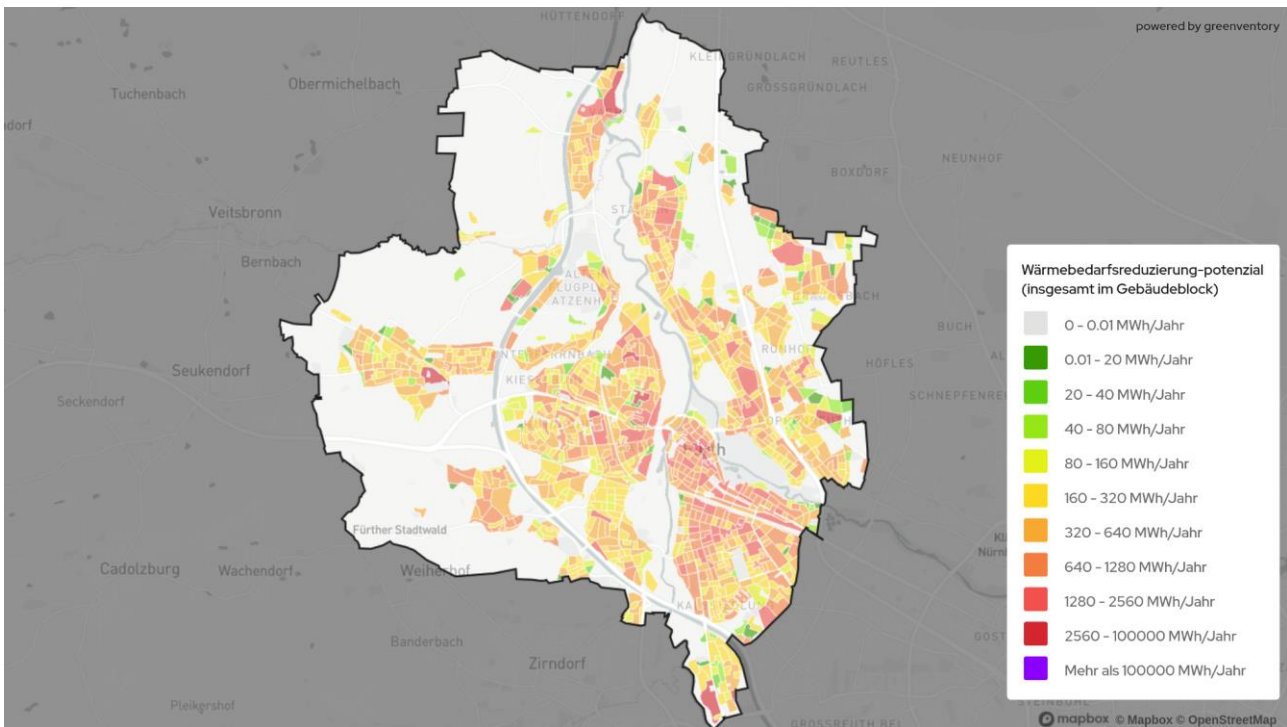 HÜTTENDORF
powered by greenventory
KLEINGRÜNDLACH
REUTLES
Obermichelbach
Tuchenbach
GROSSGRÜNDLACH
NEUNHOF
BOXDORF
Veitsbronn
Bernbach
Wärmebedarfsreduzierung-potenzial
(insgesamt im Gebäudeblock)
0 - 0.01 MWh/Jahr
0.01 - 20 MWh/Jahr
20 - 40 MWh/Jahr
40 - 80 MWh/Jahr
80 - 160 MWh/Jahr
160 - 320 MWh/Jahr
320 - 640 MWh/Jahr
640 - 1280 MWh/Jahr
1280 - 2560 MWh/Jahr
2560 - 100000 MWh/Jahr
Mehr als 100000 MWh/Jahr
ATZENH
BUCH
RONHOF
HÖFLES
Seukendorf
Seckendorf
Fürther Stadtwald
Cadolzburg
Wachendorf
Weiherhof
Banderbach
Zirndorf
Pleikershof
GROSSREUTH BEI
mapbox © Mapbox © OpenStreetMap